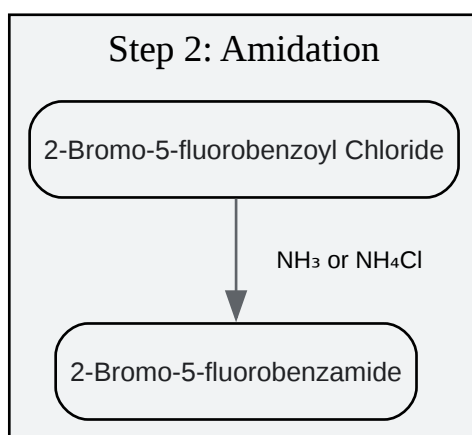 Step 2: Amidation
2-Bromo-5-fluorobenzoyl Chloride
NH₃ or NH₄Cl
2-Bromo-5-fluorobenzamide